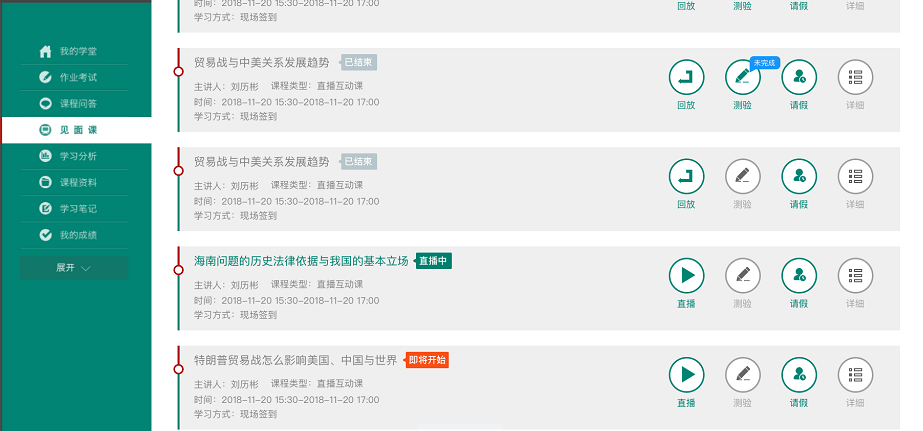 我的学堂
作业考试
课程问答
见面课
学习分析
课程资料
学习笔记
我的成绩
展开
时间：2018-11-20 15:30-2018-11-20 17:00
学习方式：现场签到
回放 测验 请假 详细
贸易战与中美关系发展趋势 已结束
主讲人：刘历彬 课程类型：直播互动课
时间：2018-11-20 15:30-2018-11-20 17:00
学习方式：现场签到
未完成
回放 测验 请假 详细
贸易战与中美关系发展趋势 已结束
主讲人：刘历彬 课程类型：直播互动课
时间：2018-11-20 15:30-2018-11-20 17:00
学习方式：现场签到
回放 测验 请假 详细
海南问题的历史法律依据与我国的基本立场 直播中
主讲人：刘历彬 课程类型：直播互动课
时间：2018-11-20 15:30-2018-11-20 17:00
学习方式：现场签到
直播 测验 请假 详细
特朗普贸易战怎么影响美国、中国与世界 即将开始
主讲人：刘历彬 课程类型：直播互动课
时间：2018-11-20 15:30-2018-11-20 17:00
学习方式：现场签到
直播 测验 请假 详细